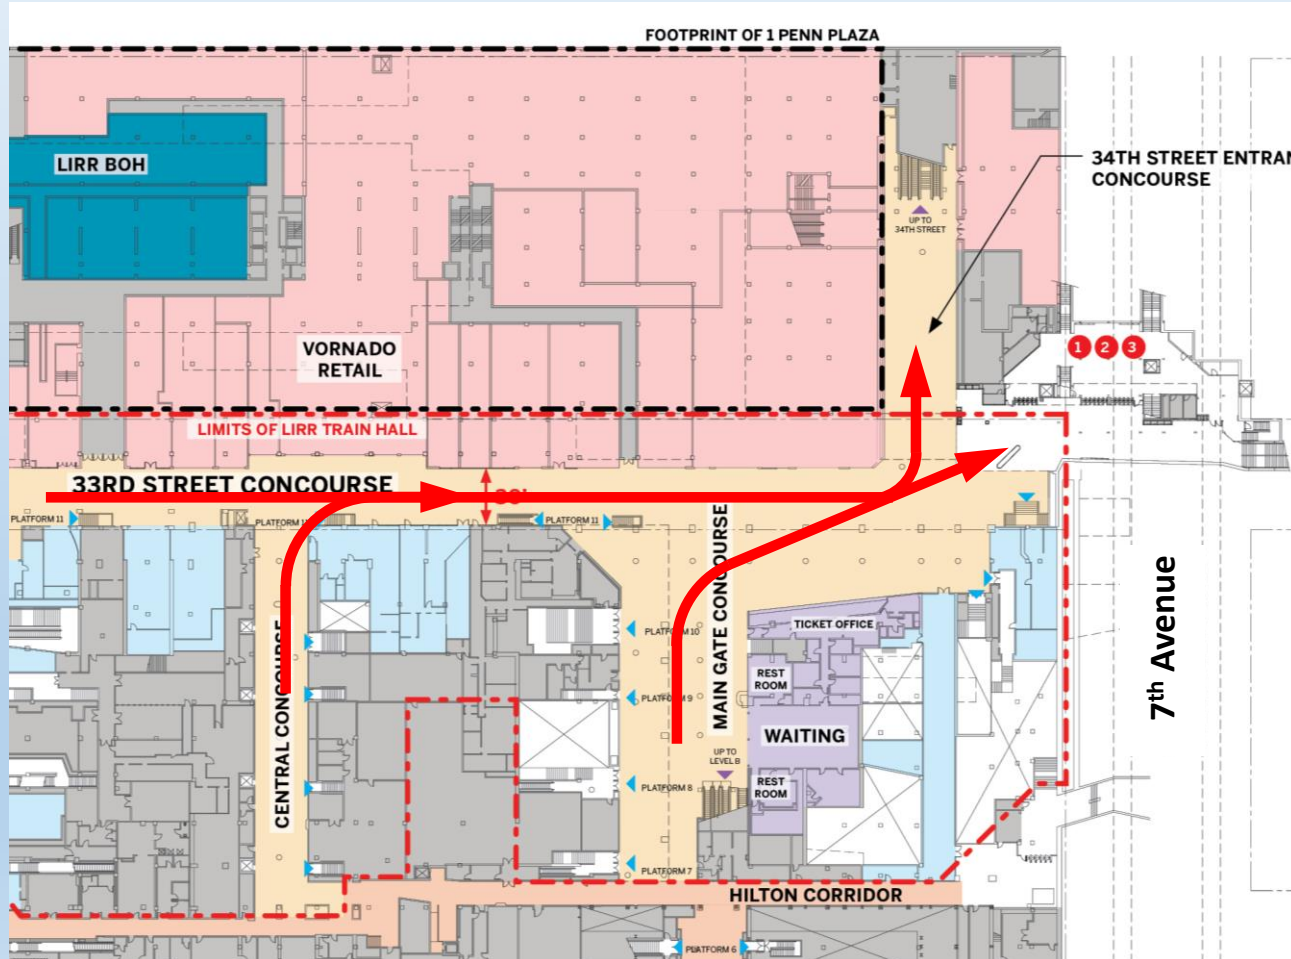 FOOTPRINT OF 1 PENN PLAZA
LIRR BOH
34TH STREET ENTRAN
CONCOURSE
UP TO
34TH STREET
VORNADO
RETAIL
1 2 3
LIMITS OF LIRR TRAIN HALL
33RD STREET CONCOURSE
PLATFORM 11
PLATFORM
PLATFORM 11
MAIN GATE CONCOURSE
7th Avenue
TICKET OFFICE
PLATFORM 10
REST
ROOM
PLATFORM 9
CENTRAL CONCOURSE
WAITING
UP TO
LEVEL B
REST
ROOM
PLATFORM 8
PLATFORM 7
HILTON CORRIDOR
PLATFORM 6